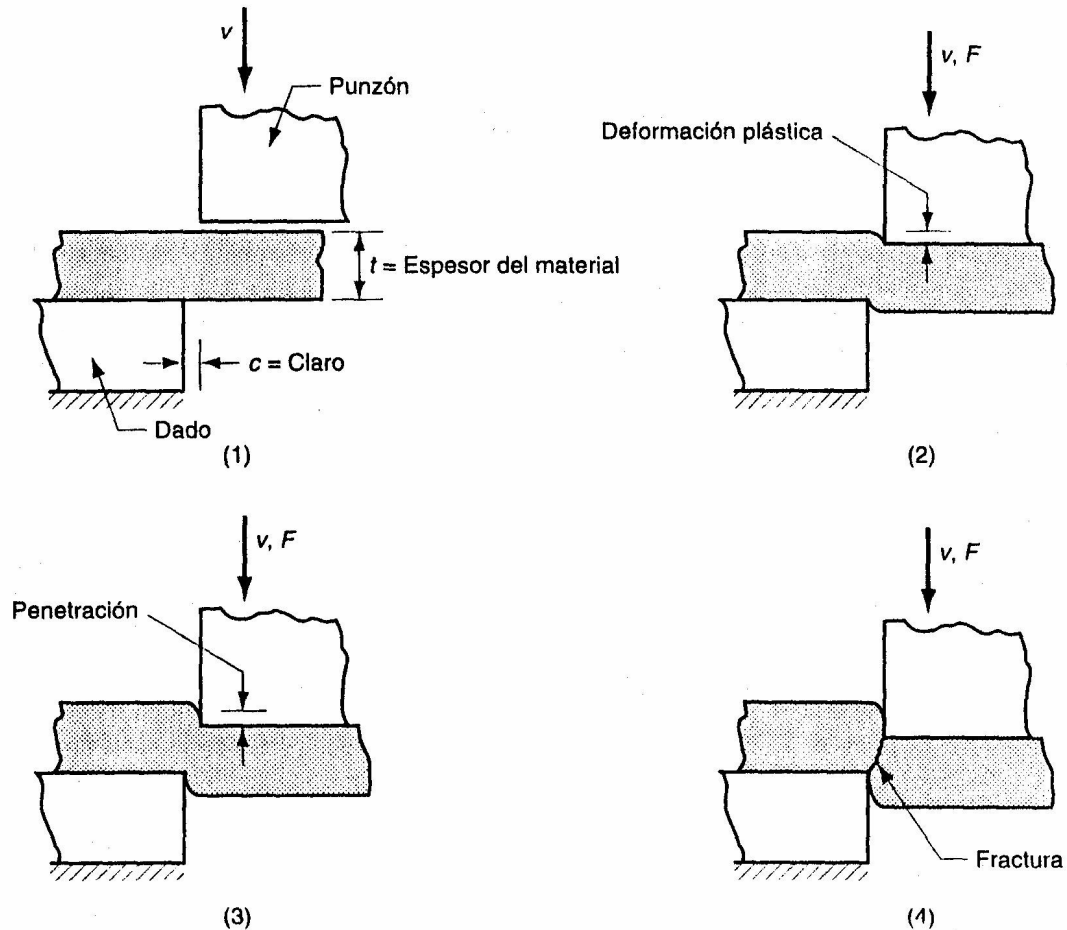 v
Punzón
t = Espesor del material
c = Claro
Dado
(1)
v, F
Deformación plástica
(2)
v, F
Penetración
(3)
v, F
Fractura
(4)